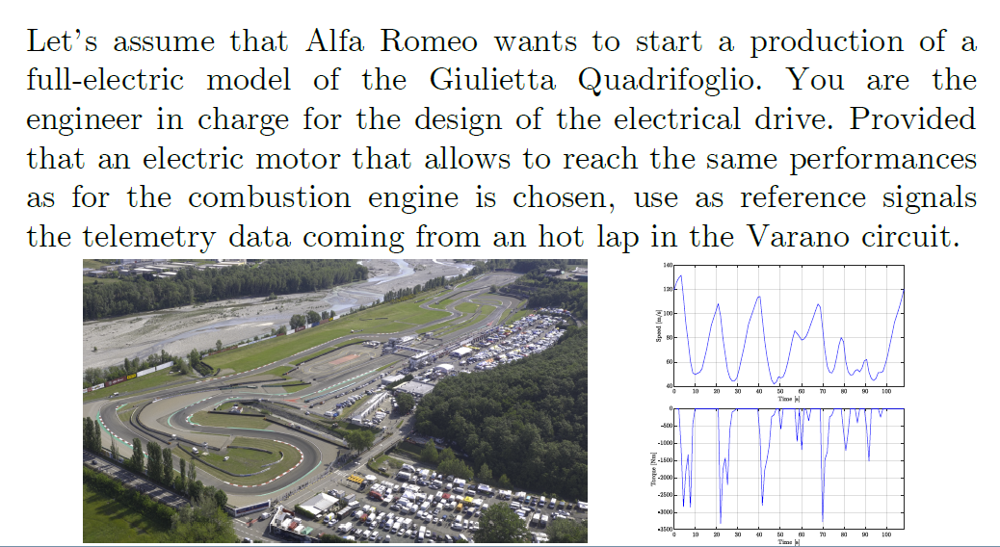 Let's assume that Alfa Romeo wants to start a production of a
full-electric model of the Giulietta Quadrifoglio. You are the
engineer in charge for the design of the electrical drive. Provided
that an electric motor that allows to reach the same performances
as for the combustion engine is chosen, use as reference signals
the telemetry data coming from an hot lap in the Varano circuit.
140
120
100
80
60
40
Speed [m/s]
0 10 20 30 40 50 60 70 80 90 100
Time [s]
0
-500
-1000
-1500
-2000
-2500
-3000
-3500
Torque [Nm]
0 10 20 30 40 50 60 70 80 90 100
Time [s]